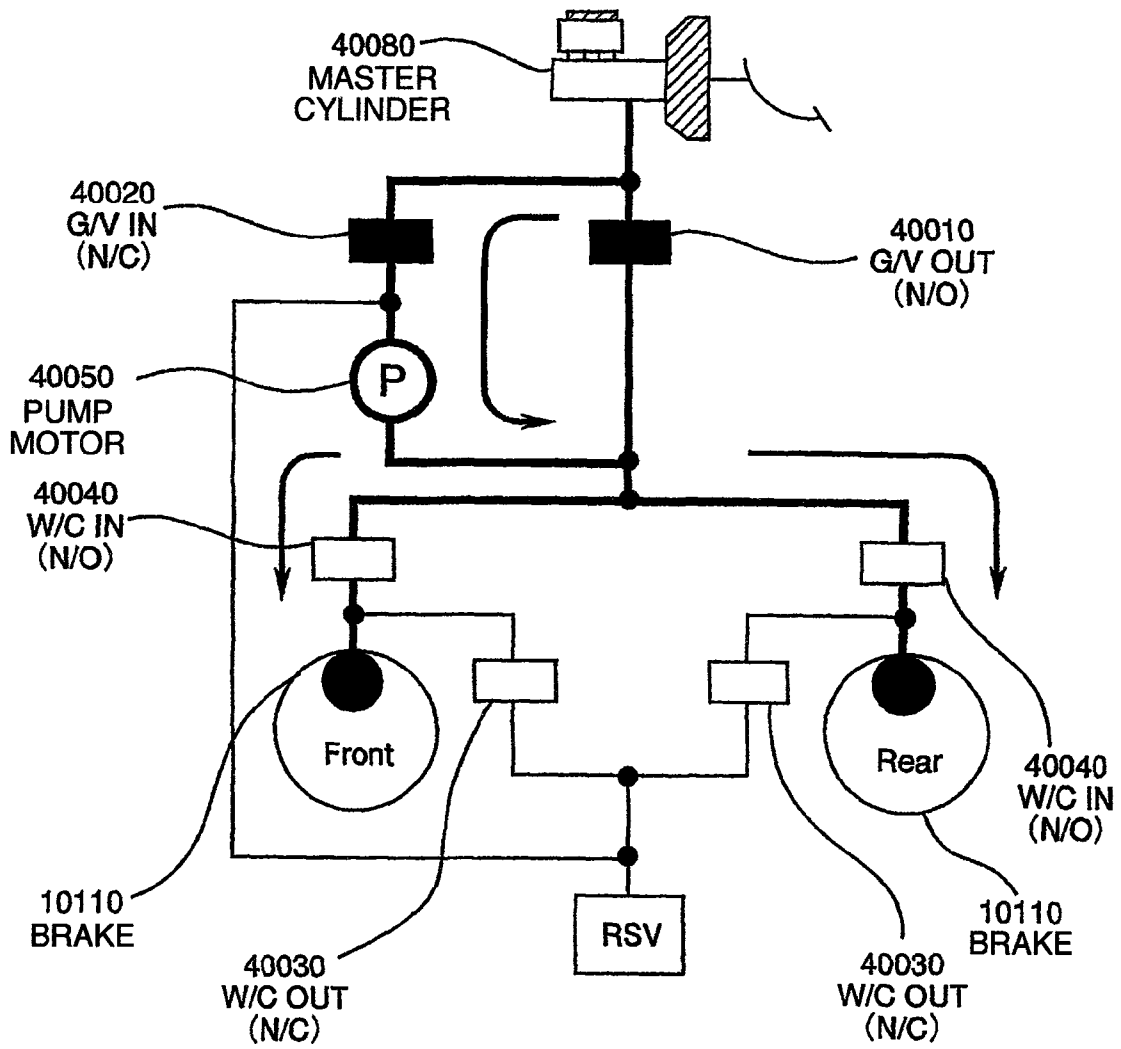 40080
MASTER
CYLINDER
40020
G/V IN
(N/C)
40010
G/V OUT
(N/O)
40050
PUMP
MOTOR
P
40040
W/C IN
(N/O)
Front
Rear
40040
W/C IN
(N/O)
10110
BRAKE
RSV
10110
BRAKE
40030
W/C OUT
(N/C)
40030
W/C OUT
(N/C)